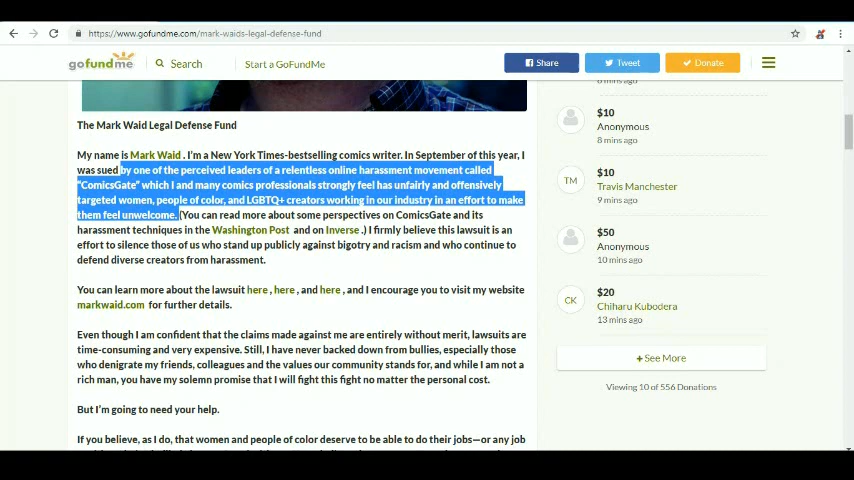 https://www.gofundme.com/mark-waids-legal-defense-fund
gofundme
Search
Start a GoFundMe
Share
Tweet
Donate
The Mark Waid Legal Defense Fund
My name is Mark Waid . I'm a New York Times-bestselling comics writer. In September of this year, I
was sued by one of the perceived leaders of a relentless online harassment movement called
“ComicsGate” which I and many comics professionals strongly feel has unfairly and offensively
targeted women, people of color, and LGBTQ+ creators working in our industry in an effort to make
them feel unwelcome. (You can read more about some perspectives on ComicsGate and its
harassment techniques in the Washington Post and on Inverse .) I firmly believe this lawsuit is an
effort to silence those of us who stand up publicly against bigotry and racism and who continue to
defend diverse creators from harassment.
You can learn more about the lawsuit here , here , and here , and I encourage you to visit my website
markwaid.com for further details.
Even though I am confident that the claims made against me are entirely without merit, lawsuits are
time-consuming and very expensive. Still, I have never backed down from bullies, especially those
who denigrate my friends, colleagues and the values our community stands for, and while I am not a
rich man, you have my solemn promise that I will fight this fight no matter the personal cost.
But I'm going to need your help.
If you believe, as I do, that women and people of color deserve to be able to do their jobs—or any job
8 mins ago
$10
Anonymous
8 mins ago
TM
$10
Travis Manchester
9 mins ago
$50
Anonymous
10 mins ago
CK
$20
Chiharu Kubodera
13 mins ago
+ See More
Viewing 10 of 556 Donations